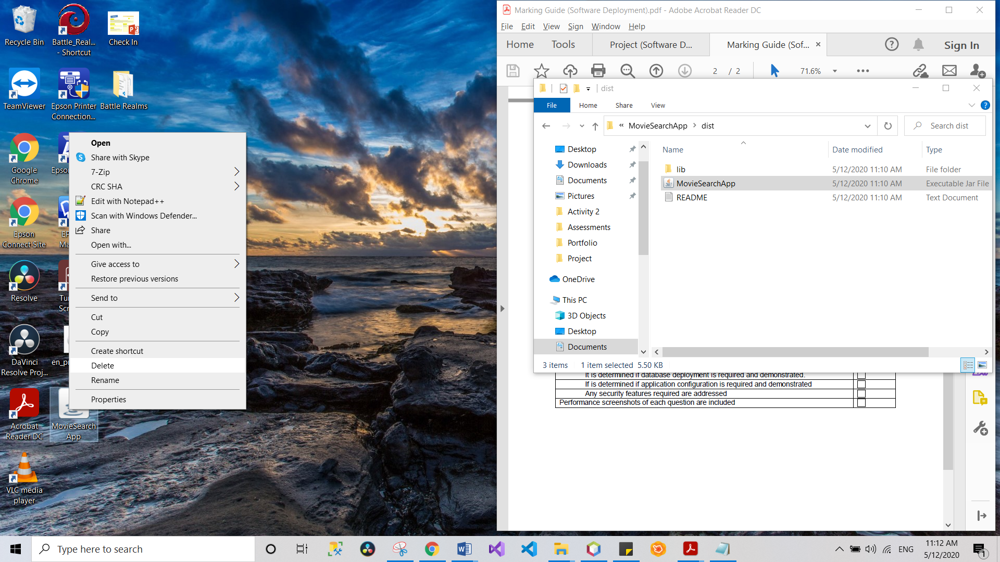 Recycle Bin
Battle_Real...
- Shortcut
Check In
TeamViewer
Epson Printer
Connection...
Battle Realms
Google
Chrome
Epson
Connect Site
Resolve
DaVinci
Resolve Proj...
Acrobat
Reader DC
MovieSearch
App
VLC media
player
Open
Share with Skype
7-Zip
CRC SHA
Edit with Notepad++
Scan with Windows Defender...
Share
Open with...
Give access to
Restore previous versions
Send to
Cut
Copy
Create shortcut
Delete
Rename
Properties
Marking Guide (Software Deployment).pdf - Adobe Acrobat Reader DC
File Edit View Sign Window Help
Home Tools Project (Software D... Marking Guide (Sof... Sign In
2 / 2 71.6%
dist
File Home Share View
« MovieSearchApp > dist
Search dist
Desktop
Downloads
Documents
Pictures
Activity 2
Assessments
Portfolio
Project
OneDrive
This PC
3D Objects
Desktop
Documents
Name Date modified Type
lib 5/12/2020 11:10 AM File folder
MovieSearchApp 5/12/2020 11:10 AM Executable Jar File
README 5/12/2020 11:10 AM Text Document
3 items 1 item selected 5.50 KB
It is determined if database deployment is required and demonstrated.
If is determined if application configuration is required and demonstrated
Any security features required are addressed
Performance screenshots of each question are included
Type here to search
ENG
11:12 AM
5/12/2020
1